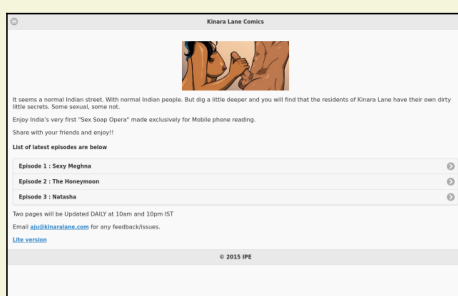 Kinara Lane Comics
It seems a normal Indian street. With normal Indian people. But dig a little deeper and you will find that the residents of Kinara Lane have their own dirty
little secrets. Some sexual, some not.
Enjoy India's very first "Sex Soap Opera" made exclusively for Mobile phone reading.
Share with your friends and enjoy!!
List of latest episodes are below
Episode 1 : Sexy Meghna
Episode 2 : The Honeymoon
Episode 3 : Natasha
Two pages will be Updated DAILY at 10am and 10pm IST
Email aju@kinaralane.com for any feedback/issues.
Lite version
© 2015 IPE